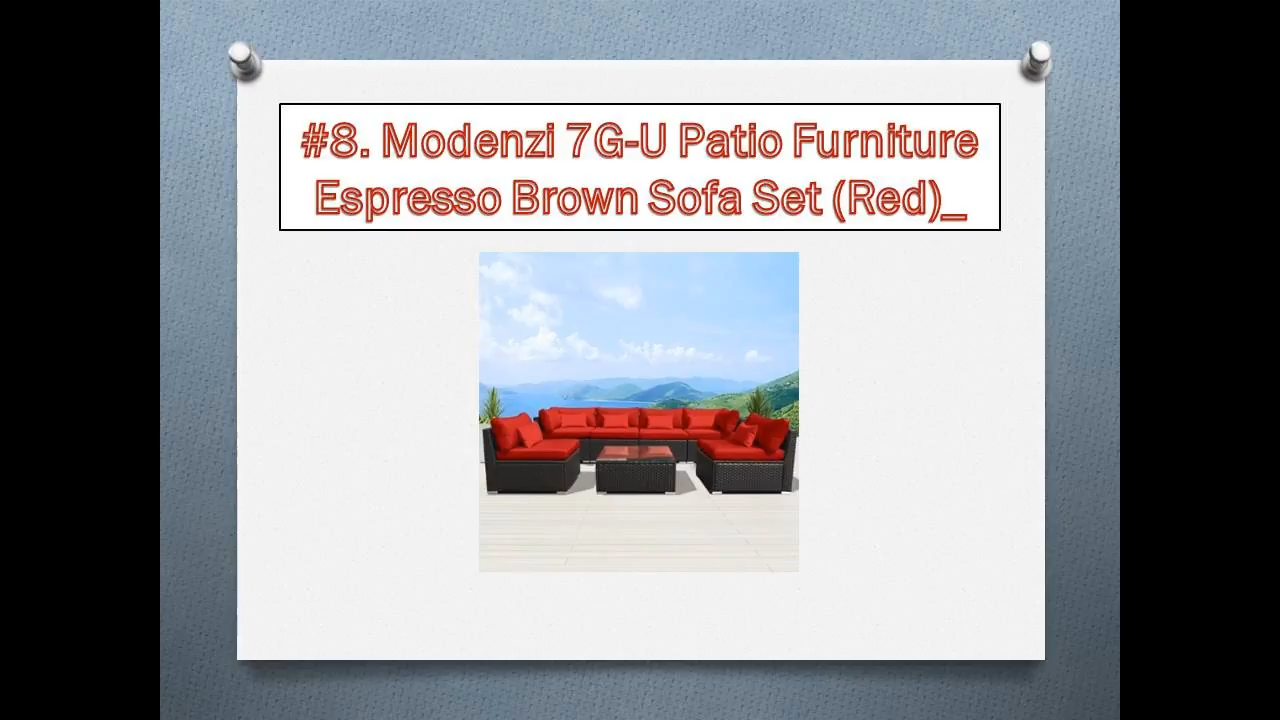 #8. Modenzi 7G-U Patio Furniture
Espresso Brown Sofa Set (Red)_